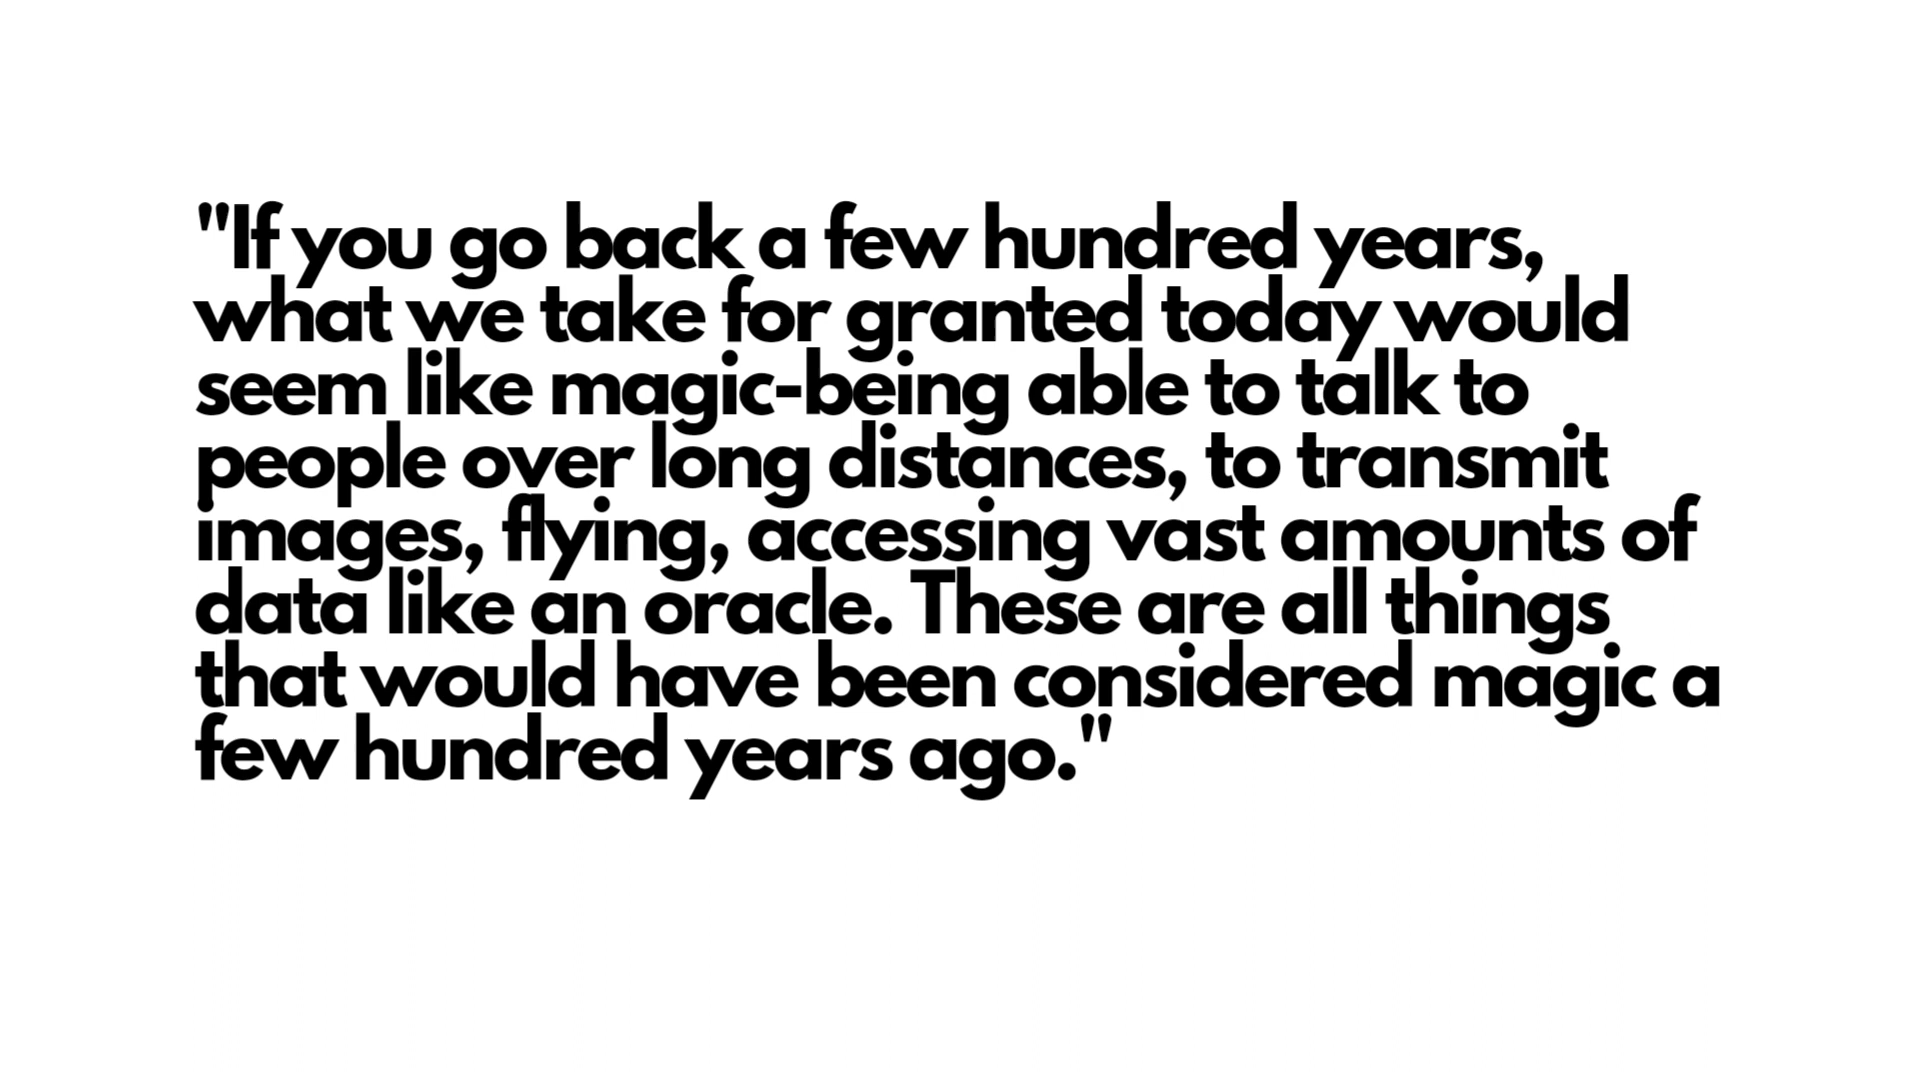 "If you go back a few hundred years,
what we take for granted today would
seem like magic-being able to talk to
people over long distances, to transmit
images, flying, accessing vast amounts of
data like an oracle. These are all things
that would have been considered magic a
few hundred years ago."